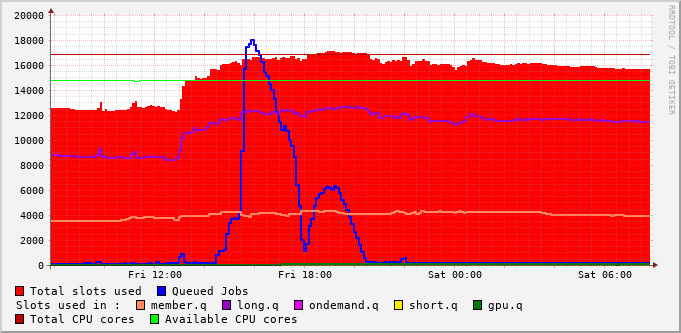 20000
18000
16000
14000
12000
10000
8000
6000
4000
2000
0
Fri 12:00 Fri 18:00 Sat 00:00 Sat 06:00
Total slots used Queued Jobs
Slots used in : member.q long.q ondemand.q short.q gpu.q
Total CPU cores Available CPU cores
RRDTOOL / TOBI OETIKER